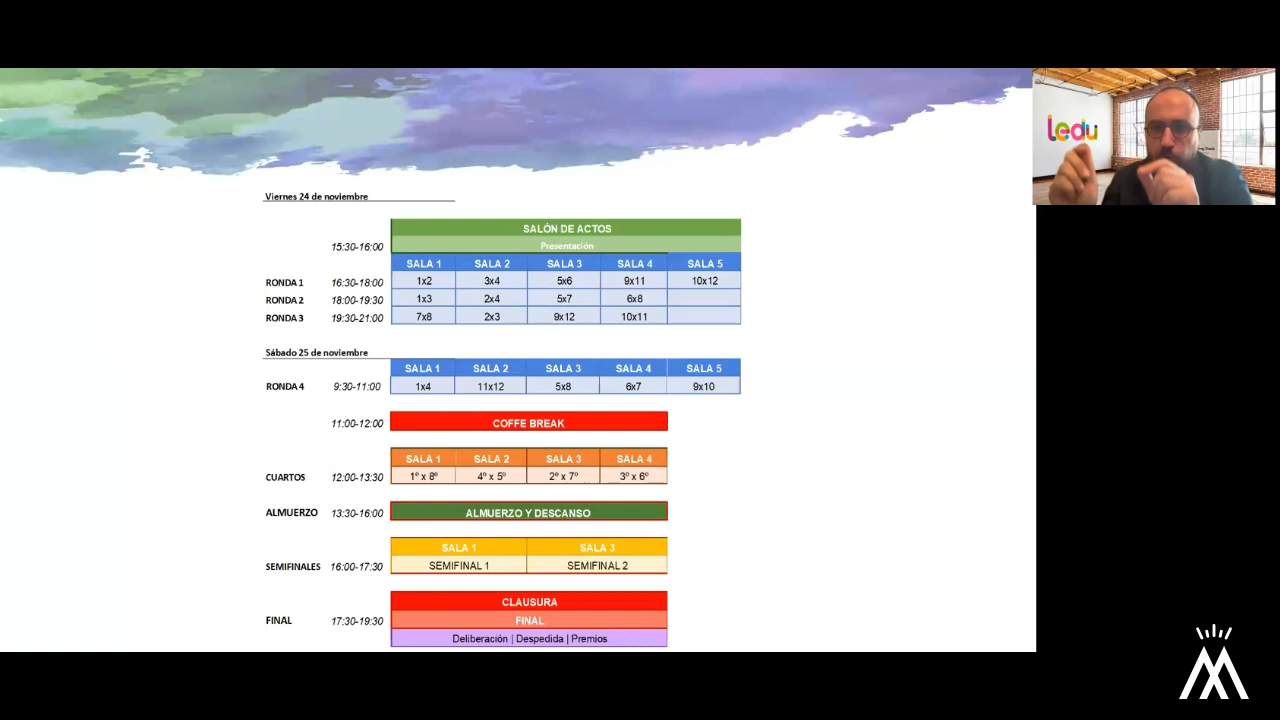 ledu
Viernes 24 de noviembre
SALÓN DE ACTOS
15:30-16:00 Presentación
SALA 1 SALA 2 SALA 3 SALA 4 SALA 5
RONDA 1 16:30-18:00 1x2 3x4 5x6 9x11 10x12
RONDA 2 18:00-19:30 1x3 2x4 5x7 6x8
RONDA 3 19:30-21:00 7x8 2x3 9x12 10x11
Sábado 25 de noviembre
SALA 1 SALA 2 SALA 3 SALA 4 SALA 5
RONDA 4 9:30-11:00 1x4 11x12 5x8 6x7 9x10
11:00-12:00 COFFE BREAK
SALA 1 SALA 2 SALA 3 SALA 4
CUARTOS 12:00-13:30 1º x 8º 4º x 5º 2º x 7º 3º x 6º
ALMUERZO 13:30-16:00 ALMUERZO Y DESCANSO
SALA 1 SALA 3
SEMIFINALES 16:00-17:30 SEMIFINAL 1 SEMIFINAL 2
CLAUSURA
FINAL 17:30-19:30 FINAL
Deliberación | Despedida | Premios